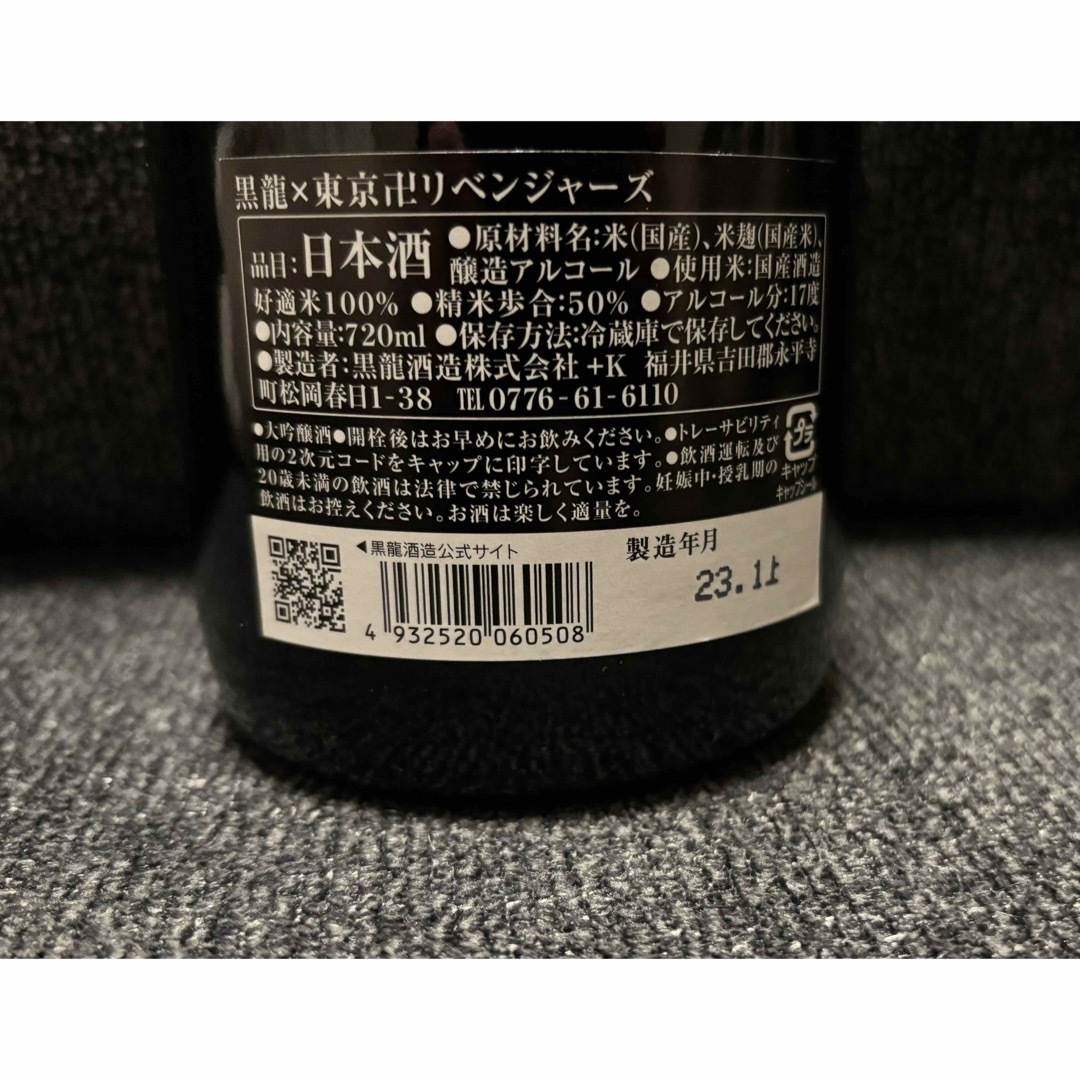 黒龍×東京卍リベンジャーズ
品目:日本酒 ●原材料名:米(国産)、米麹(国産米)、
醸造アルコール ●使用米:国産酒造
好適米100% ●精米歩合:50% ●アルコール分:17度
●内容量:720ml ●保存方法:冷蔵庫で保存してください。
●製造者:黒龍酒造株式会社 +K 福井県吉田郡永平寺
町松岡春日1-38 TEL 0776-61-6110
●大吟醸酒●開栓後はお早めにお飲みください。●トレーサビリティ
用の2次元コードをキャップに印字しています。●飲酒運転及び
20歳未満の飲酒は法律で禁じられています。妊娠中・授乳期の
飲酒はお控えください。お酒は楽しく適量を。
プラ
キャップ
キャップシール
◀黒龍酒造公式サイト
製造年月
23.1
4 932520 060508